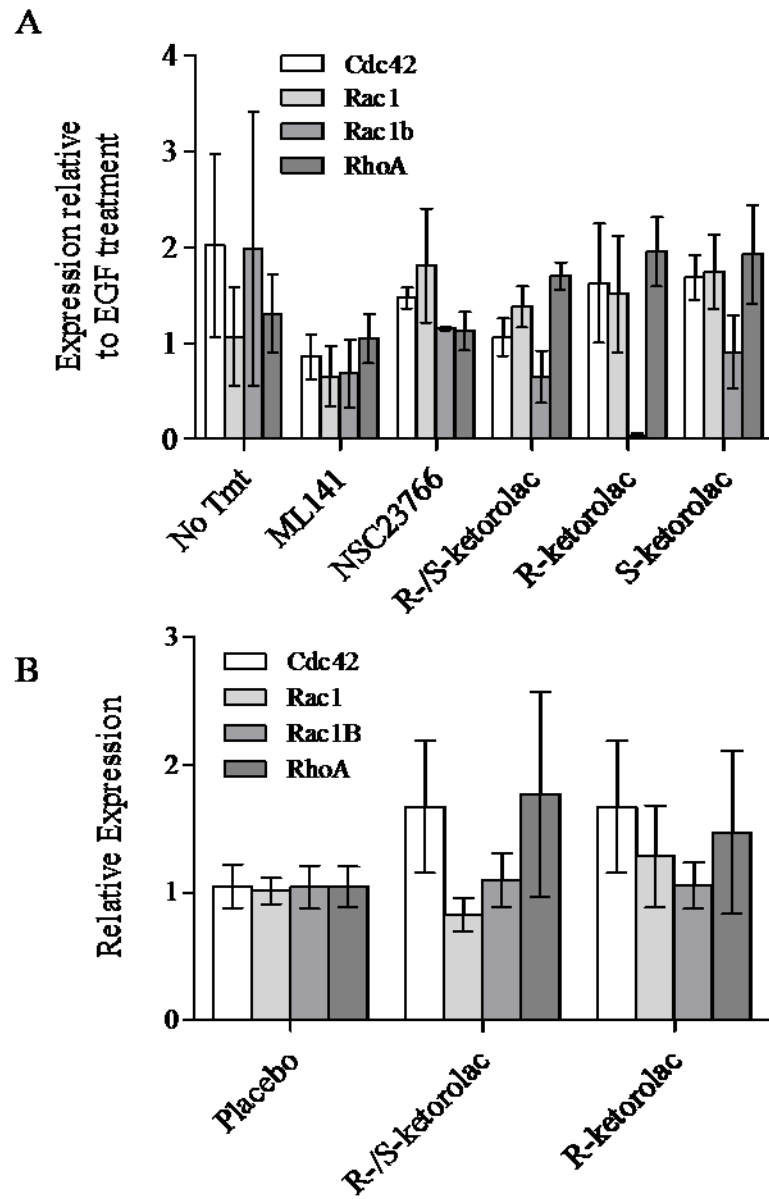 A
Expression relative
to EGF treatment
4
3
2
1
0
Cdc42
Rac1
Rac1b
RhoA
No Tmt
ML141
NSC23766
R-/S-ketorolac
R-ketorolac
S-ketorolac
B
Relative Expression
3
2
1
0
Cdc42
Rac1
Rac1B
RhoA
Placebo
R-/S-ketorolac
R-ketorolac